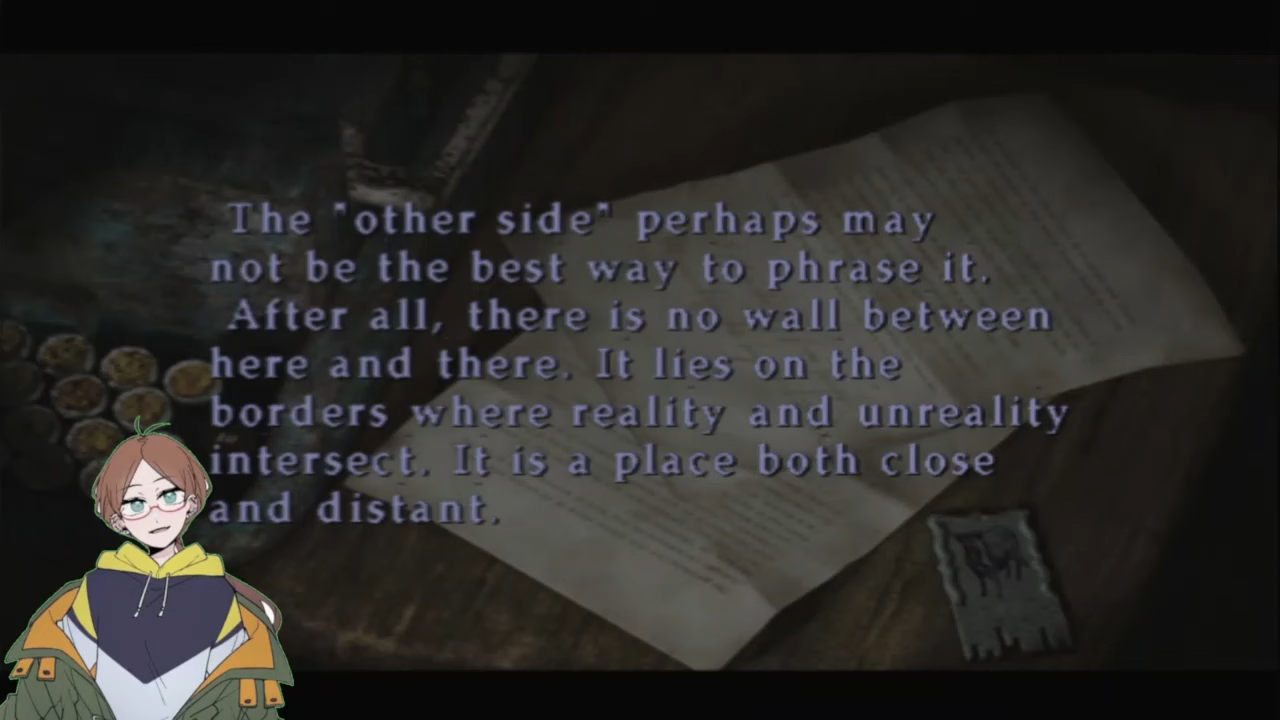 The "other side" perhaps may
not be the best way to phrase it.
After all, there is no wall between
here and there. It lies on the
borders where reality and unreality
intersect. It is a place both close
and distant.